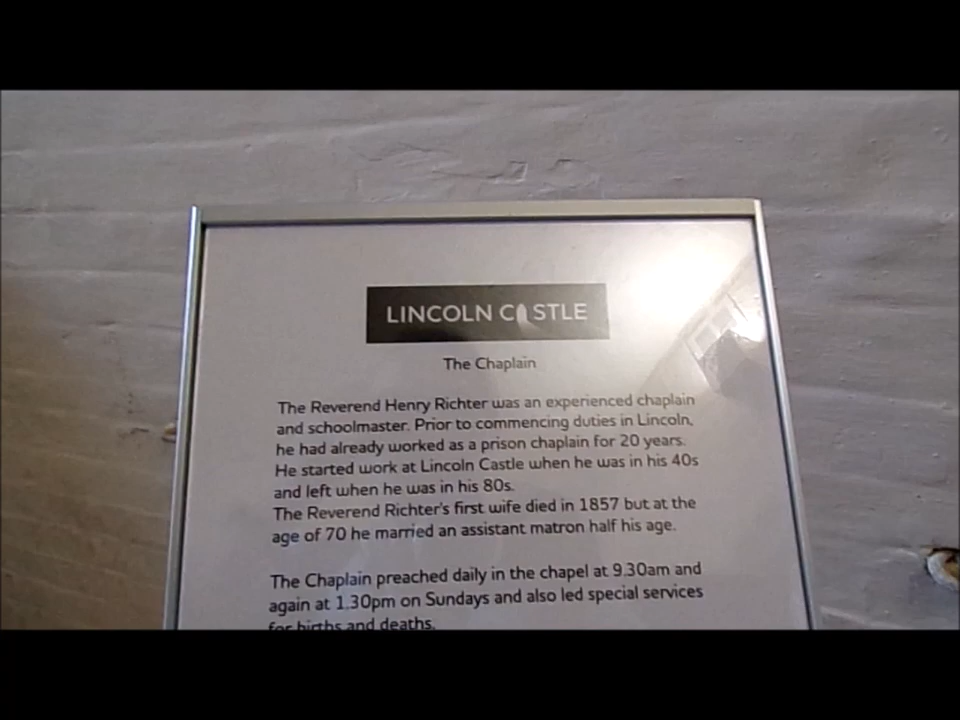 LINCOLN CASTLE
The Chaplain
The Reverend Henry Richter was an experienced chaplain
and schoolmaster. Prior to commencing duties in Lincoln,
he had already worked as a prison chaplain for 20 years.
He started work at Lincoln Castle when he was in his 40s
and left when he was in his 80s.
The Reverend Richter's first wife died in 1857 but at the
age of 70 he married an assistant matron half his age.
The Chaplain preached daily in the chapel at 9.30am and
again at 1.30pm on Sundays and also led special services
for births and deaths.